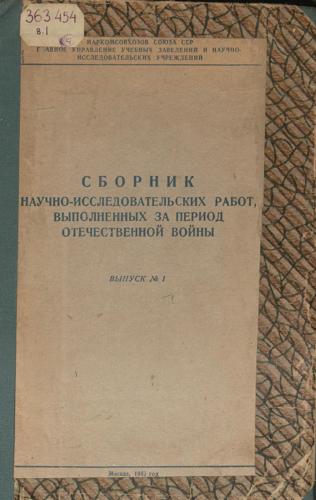 363 454
в.1
НАРКОМСОВХОЗОВ СОЮЗА ССР
ГЛАВНОЕ УПРАВЛЕНИЕ УЧЕБНЫХ ЗАВЕДЕНИЙ И НАУЧНО-
ИССЛЕДОВАТЕЛЬСКИХ УЧРЕЖДЕНИЙ
СБОРНИК
НАУЧНО-ИССЛЕДОВАТЕЛЬСКИХ РАБОТ,
ВЫПОЛНЕННЫХ ЗА ПЕРИОД
ОТЕЧЕСТВЕННОЙ ВОЙНЫ
ВЫПУСК № 1
Москва, год